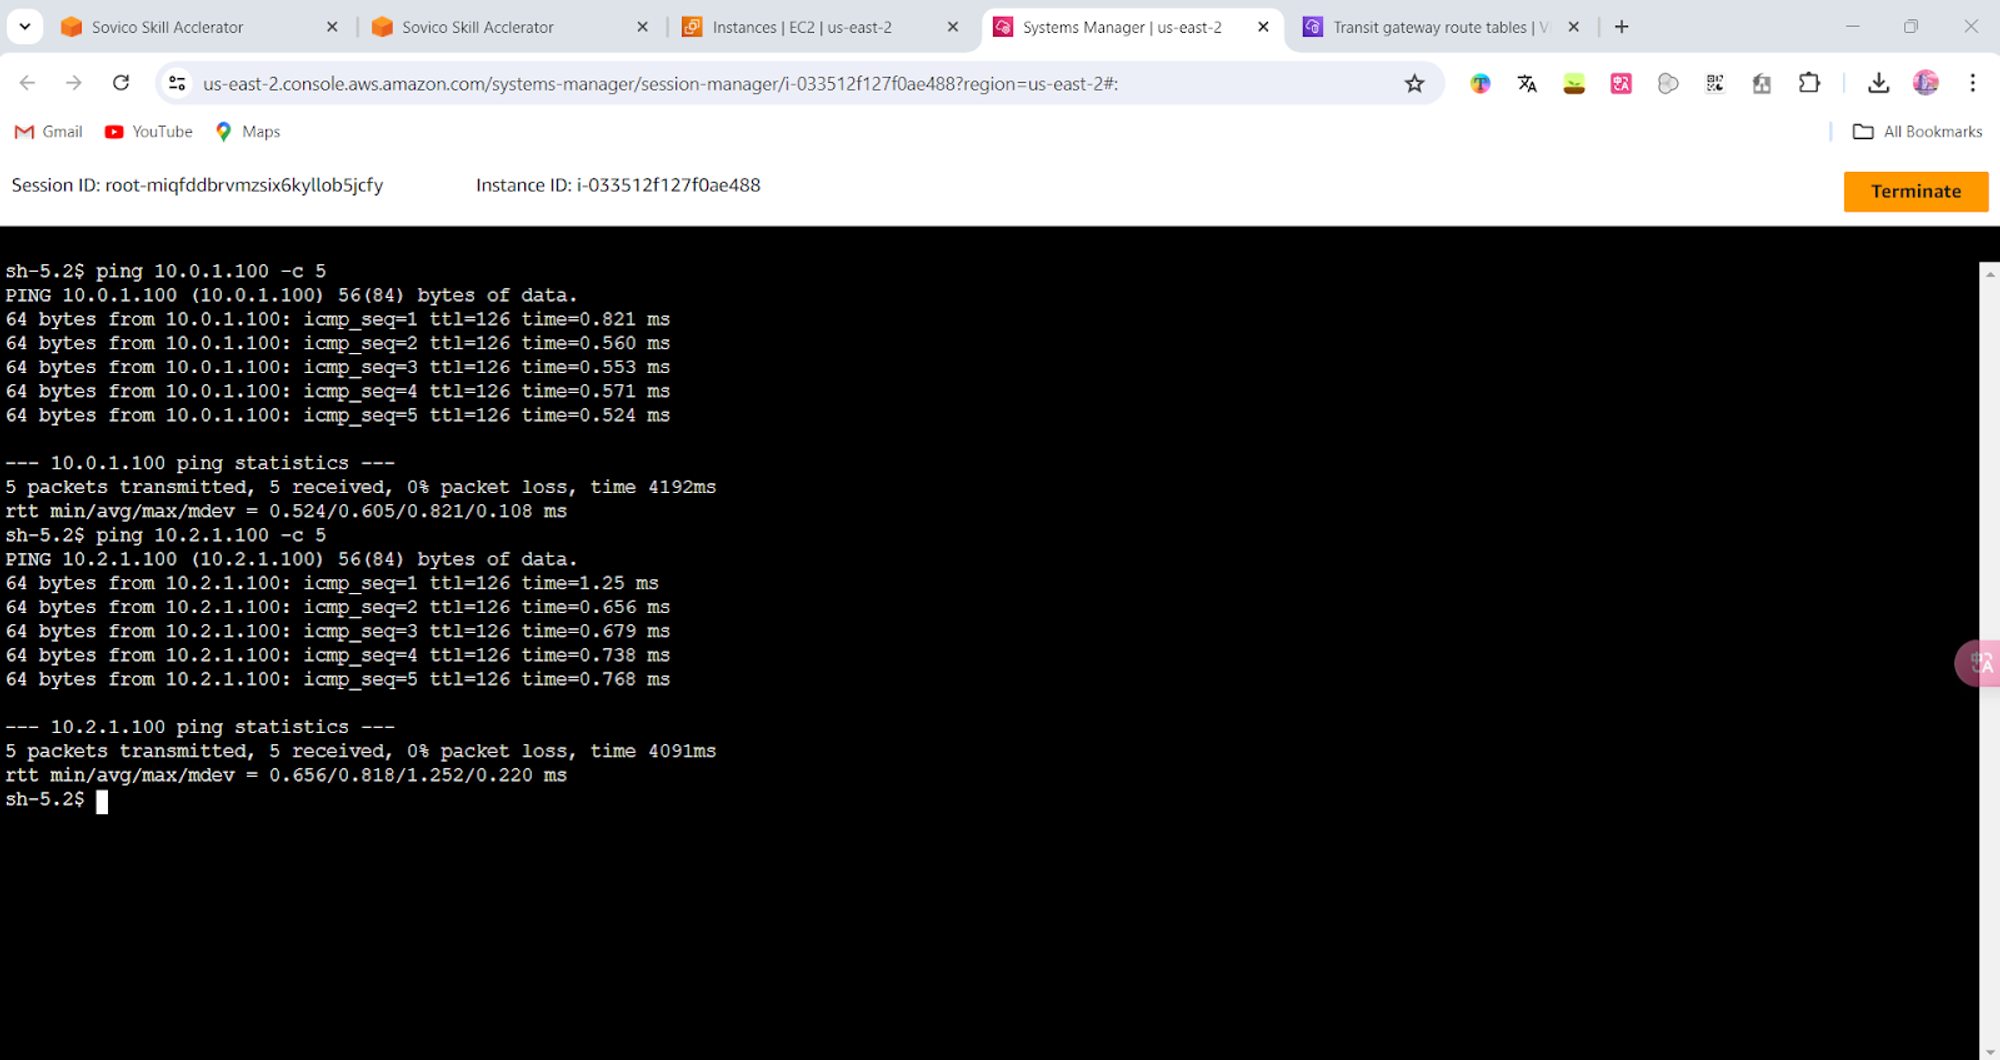 Sovico Skill Acclerator
Sovico Skill Acclerator
Instances | EC2 | us-east-2
Systems Manager | us-east-2
Transit gateway route tables | V
us-east-2.console.aws.amazon.com/systems-manager/session-manager/i-033512f127f0ae488?region=us-east-2#:
Gmail
YouTube
Maps
All Bookmarks
Session ID: root-miqfddbrvmzsix6kyllob5jcfy
Instance ID: i-033512f127f0ae488
Terminate
sh-5.2$ ping 10.0.1.100 -c 5
PING 10.0.1.100 (10.0.1.100) 56(84) bytes of data.
64 bytes from 10.0.1.100: icmp_seq=1 ttl=126 time=0.821 ms
64 bytes from 10.0.1.100: icmp_seq=2 ttl=126 time=0.560 ms
64 bytes from 10.0.1.100: icmp_seq=3 ttl=126 time=0.553 ms
64 bytes from 10.0.1.100: icmp_seq=4 ttl=126 time=0.571 ms
64 bytes from 10.0.1.100: icmp_seq=5 ttl=126 time=0.524 ms
--- 10.0.1.100 ping statistics ---
5 packets transmitted, 5 received, 0% packet loss, time 4192ms
rtt min/avg/max/mdev = 0.524/0.605/0.821/0.108 ms
sh-5.2$ ping 10.2.1.100 -c 5
PING 10.2.1.100 (10.2.1.100) 56(84) bytes of data.
64 bytes from 10.2.1.100: icmp_seq=1 ttl=126 time=1.25 ms
64 bytes from 10.2.1.100: icmp_seq=2 ttl=126 time=0.656 ms
64 bytes from 10.2.1.100: icmp_seq=3 ttl=126 time=0.679 ms
64 bytes from 10.2.1.100: icmp_seq=4 ttl=126 time=0.738 ms
64 bytes from 10.2.1.100: icmp_seq=5 ttl=126 time=0.768 ms
--- 10.2.1.100 ping statistics ---
5 packets transmitted, 5 received, 0% packet loss, time 4091ms
rtt min/avg/max/mdev = 0.656/0.818/1.252/0.220 ms
sh-5.2$